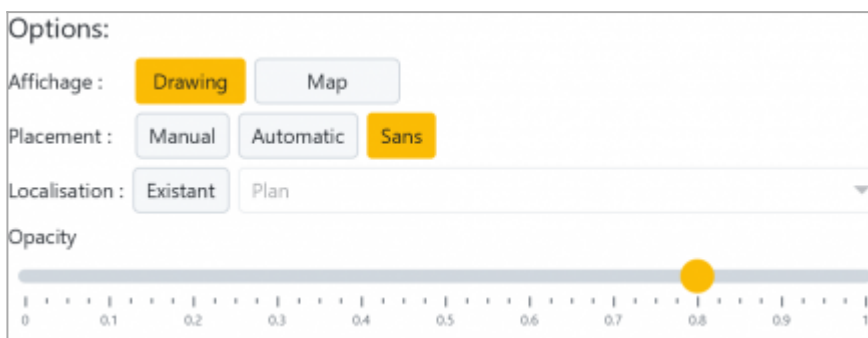 Options:
Affichage : Drawing Map
Placement : Manual Automatic Sans
Localisation : Existant Plan
Opacity
0 0.1 0.2 0.3 0.4 0.5 0.6 0.7 0.8 0.9 1